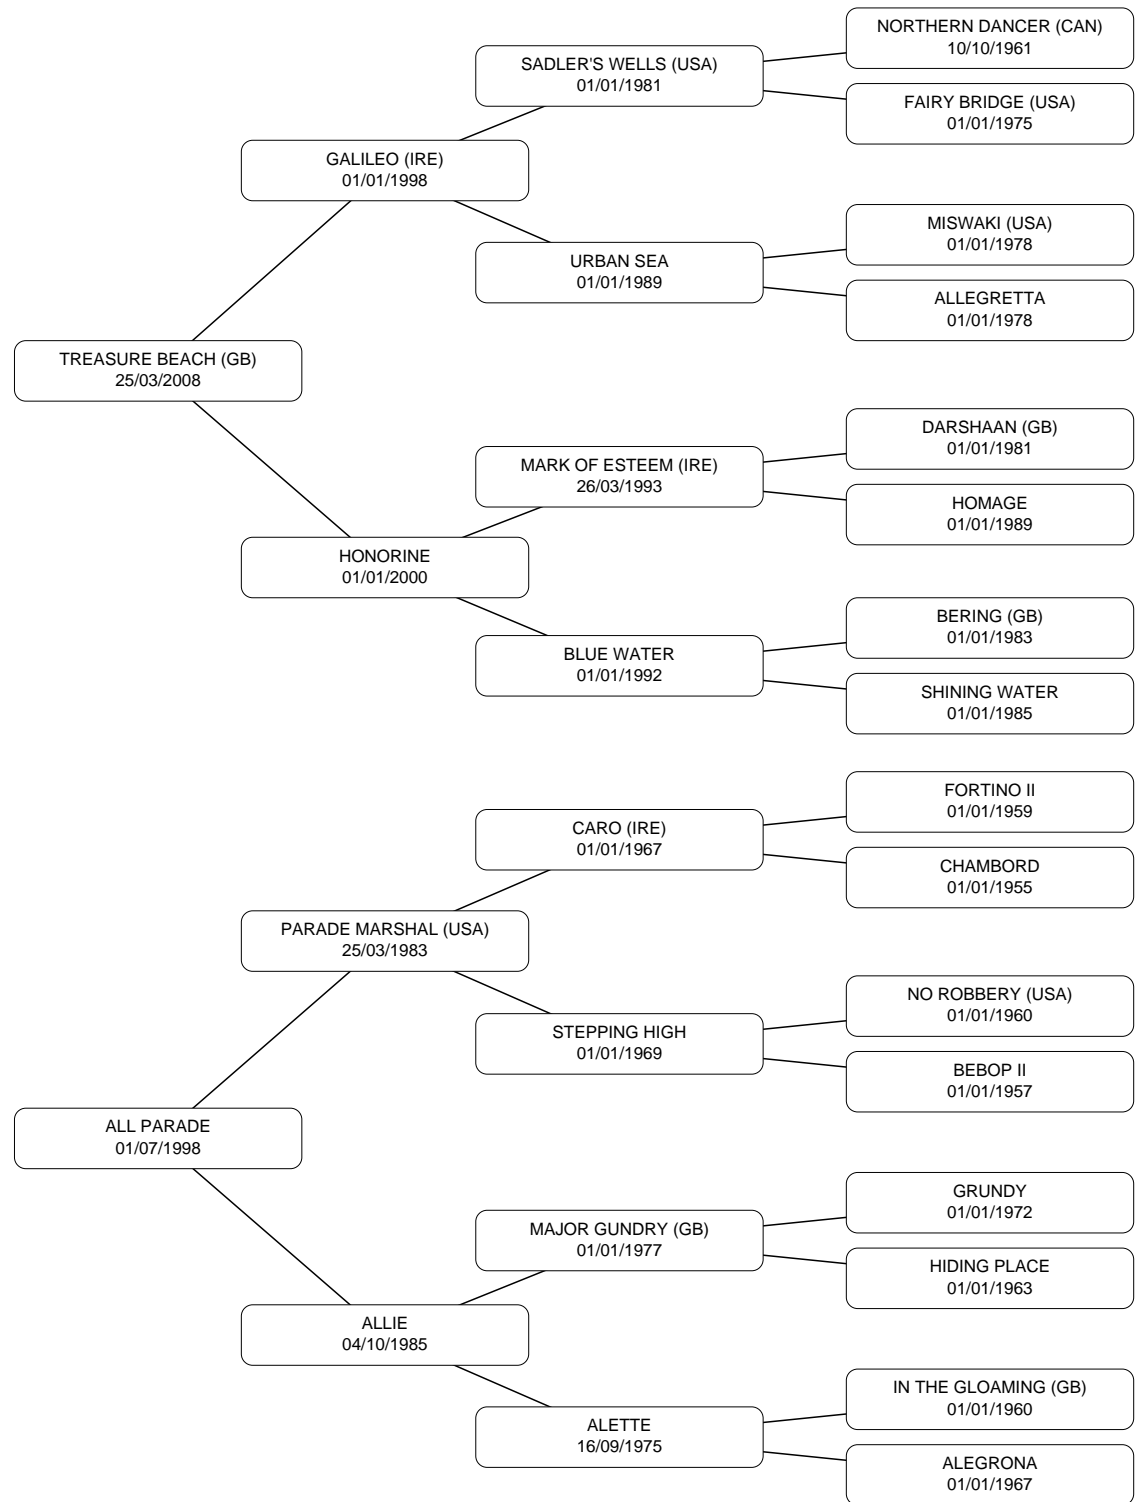 NORTHERN DANCER (CAN)
10/10/1961
SADLER'S WELLS (USA)
01/01/1981
FAIRY BRIDGE (USA)
01/01/1975
GALILEO (IRE)
01/01/1998
MISWAKI (USA)
01/01/1978
URBAN SEA
01/01/1989
ALLEGRETTA
01/01/1978
TREASURE BEACH (GB)
25/03/2008
DARSHAAN (GB)
01/01/1981
MARK OF ESTEEM (IRE)
26/03/1993
HOMAGE
01/01/1989
HONORINE
01/01/2000
BERING (GB)
01/01/1983
BLUE WATER
01/01/1992
SHINING WATER
01/01/1985
FORTINO II
01/01/1959
CARO (IRE)
01/01/1967
CHAMBORD
01/01/1955
PARADE MARSHAL (USA)
25/03/1983
NO ROBBERY (USA)
01/01/1960
STEPPING HIGH
01/01/1969
BEBOP II
01/01/1957
ALL PARADE
01/07/1998
GRUNDY
01/01/1972
MAJOR GUNDRY (GB)
01/01/1977
HIDING PLACE
01/01/1963
ALLIE
04/10/1985
IN THE GLOAMING (GB)
01/01/1960
ALETTE
16/09/1975
ALEGRONA
01/01/1967